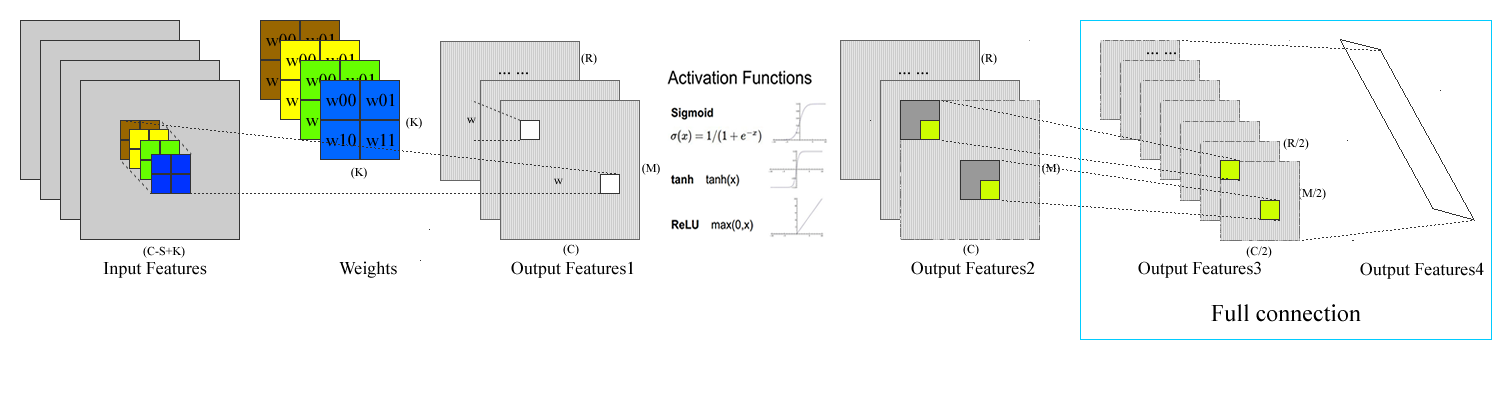 w00 w01
w
w00 w01
w
w00 w01
w
w00 w01
w10 w11
(K)
(K)
(C-S+K)
Input Features
Weights
... ...
(R)
w
w
(M)
(C)
Output Features1
Activation Functions
Sigmoid
σ(x) = 1/(1 + e^-x)
tanh tanh(x)
ReLU max(0,x)
... ...
(R)
(M)
(C)
Output Features2
... ...
(R/2)
M/2)
(C/2)
Output Features3
Output Features4
Full connection